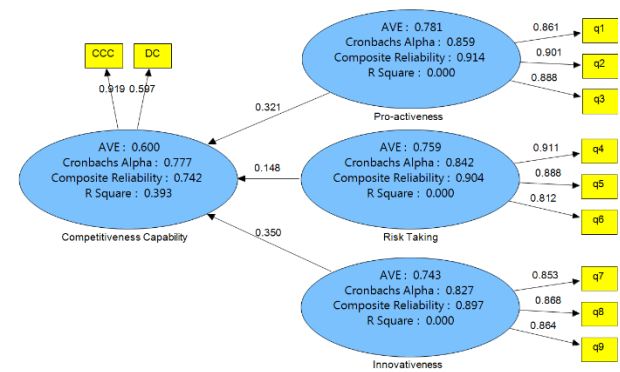 CCC
DC
0.919
0.597
AVE : 0.600
Cronbachs Alpha : 0.777
Composite Reliability : 0.742
R Square : 0.393
Competitiveness Capability
0.321
0.148
0.350
AVE : 0.781
Cronbachs Alpha : 0.859
Composite Reliability : 0.914
R Square : 0.000
Pro-activeness
0.861
q1
0.901
q2
0.888
q3
AVE : 0.759
Cronbachs Alpha : 0.842
Composite Reliability : 0.904
R Square : 0.000
Risk Taking
0.911
q4
0.888
q5
0.812
q6
AVE : 0.743
Cronbachs Alpha : 0.827
Composite Reliability : 0.897
R Square : 0.000
Innovativeness
0.853
q7
0.868
q8
0.864
q9